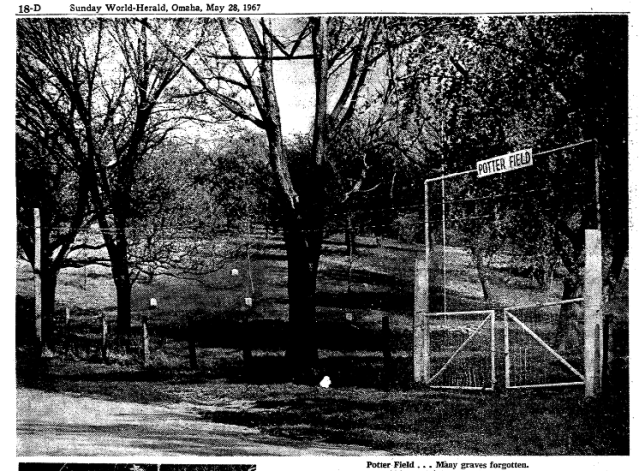 18-D Sunday World-Herald, Omaha, May 28, 1967
POTTER FIELD
Potter Field . . . Many graves forgotten.